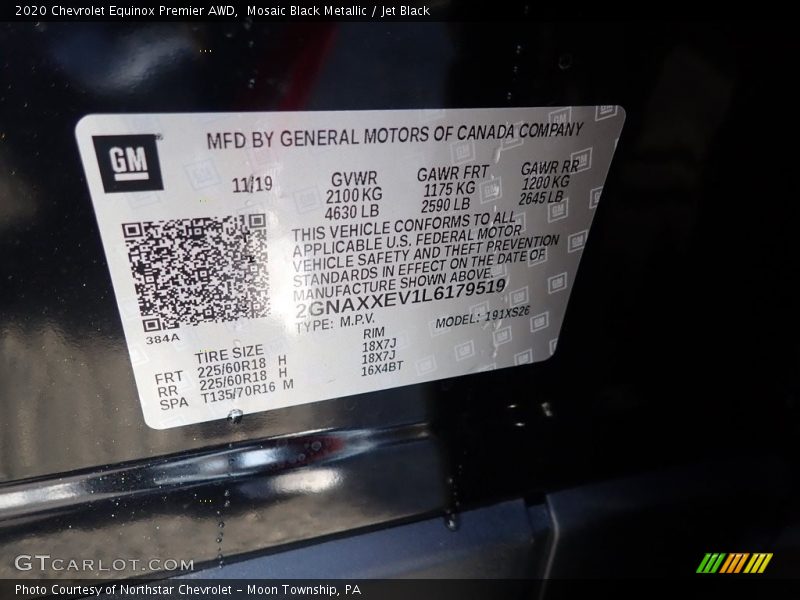 2020 Chevrolet Equinox Premier AWD,  Mosaic Black Metallic / Jet Black
MFD BY GENERAL MOTORS OF CANADA COMPANY
GM
11/19
GVWR
2100 KG
4630 LB
GAWR FRT
1175 KG
2590 LB
GAWR RR
1200 KG
2645 LB
THIS VEHICLE CONFORMS TO ALL
APPLICABLE U.S. FEDERAL MOTOR
VEHICLE SAFETY AND THEFT PREVENTION
STANDARDS IN EFFECT ON THE DATE OF
MANUFACTURE SHOWN ABOVE.
2GNAXXEV1L6179519
TYPE: M.P.V. MODEL: 191XS26
384A
TIRE SIZE RIM
FRT 225/60R18 H 18X7J
RR 225/60R18 H 18X7J
SPA T135/70R16 M 16X4BT
GTCARLOT.COM
Photo Courtesy of Northstar Chevrolet - Moon Township, PA